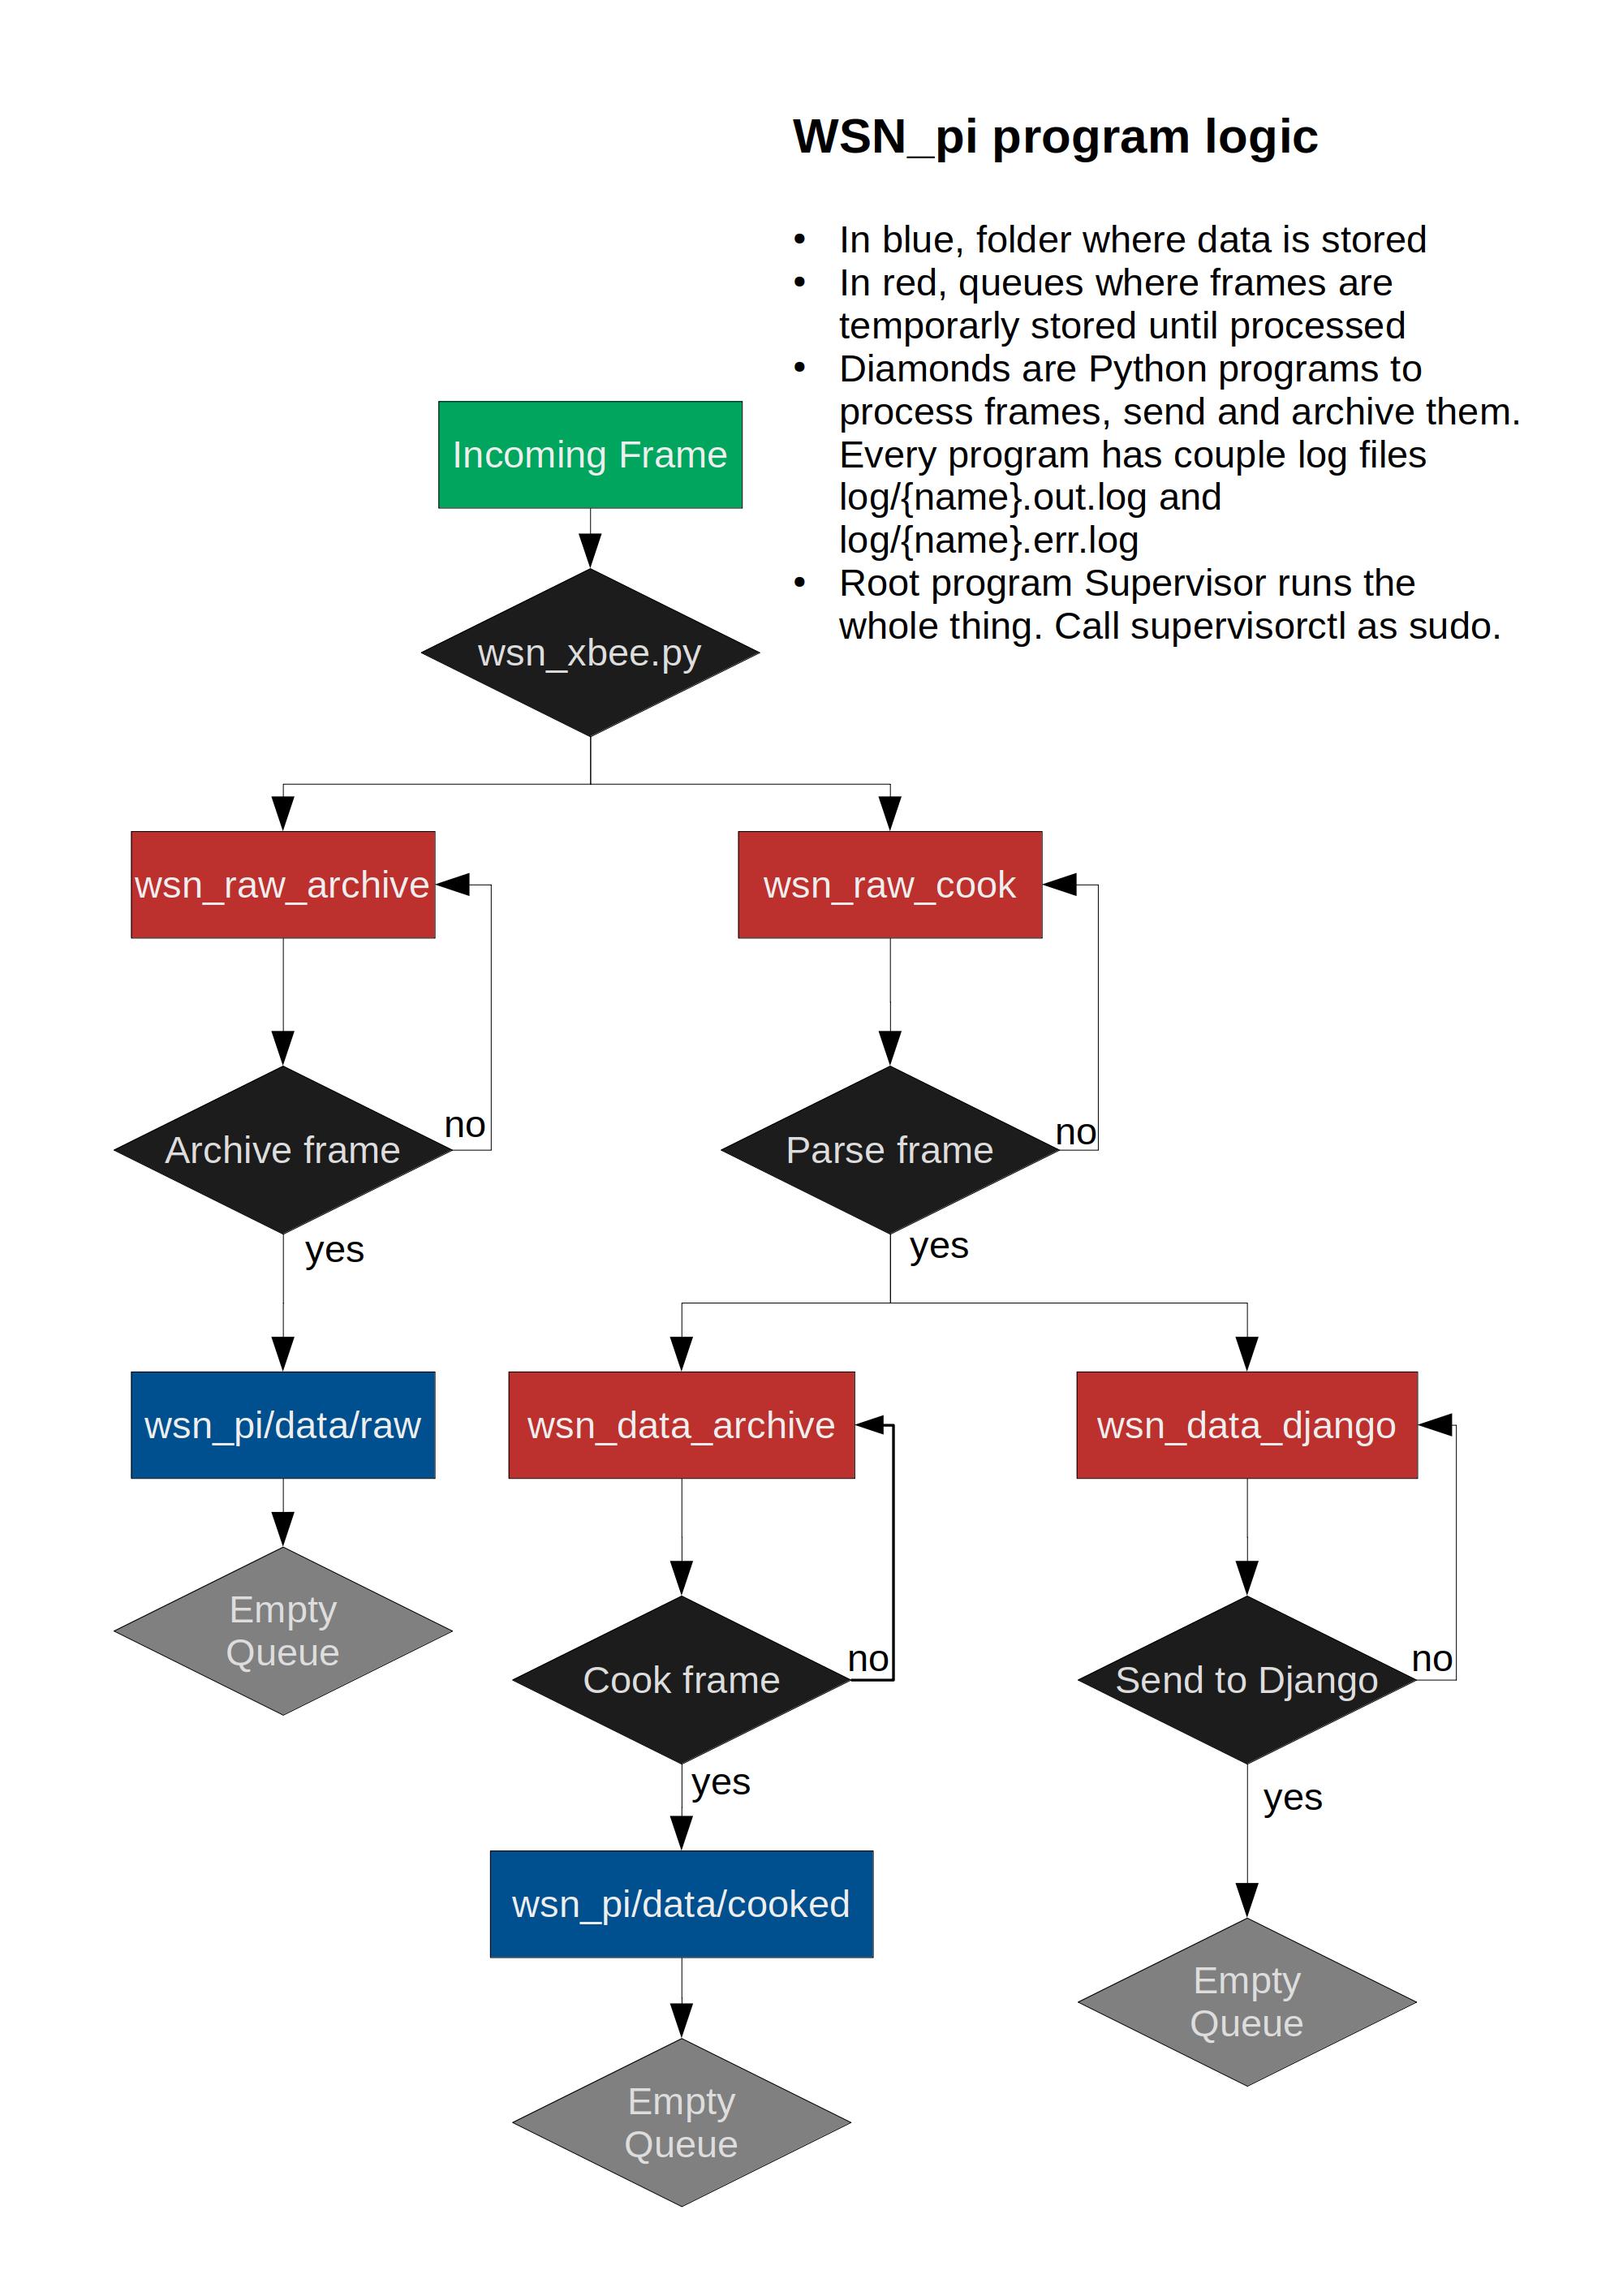 WSN_pi program logic
• In blue, folder where data is stored
• In red, queues where frames are
temporarly stored until processed
• Diamonds are Python programs to
process frames, send and archive them.
Every program has couple log files
log/{name}.out.log and
log/{name}.err.log
• Root program Supervisor runs the
whole thing. Call supervisorctl as sudo.
Incoming Frame
wsn_xbee.py
wsn_raw_archive
wsn_raw_cook
no
no
Archive frame
Parse frame
yes
yes
wsn_pi/data/raw
wsn_data_archive
wsn_data_django
Empty
Queue
no
no
Cook frame
Send to Django
yes
yes
wsn_pi/data/cooked
Empty
Queue
Empty
Queue